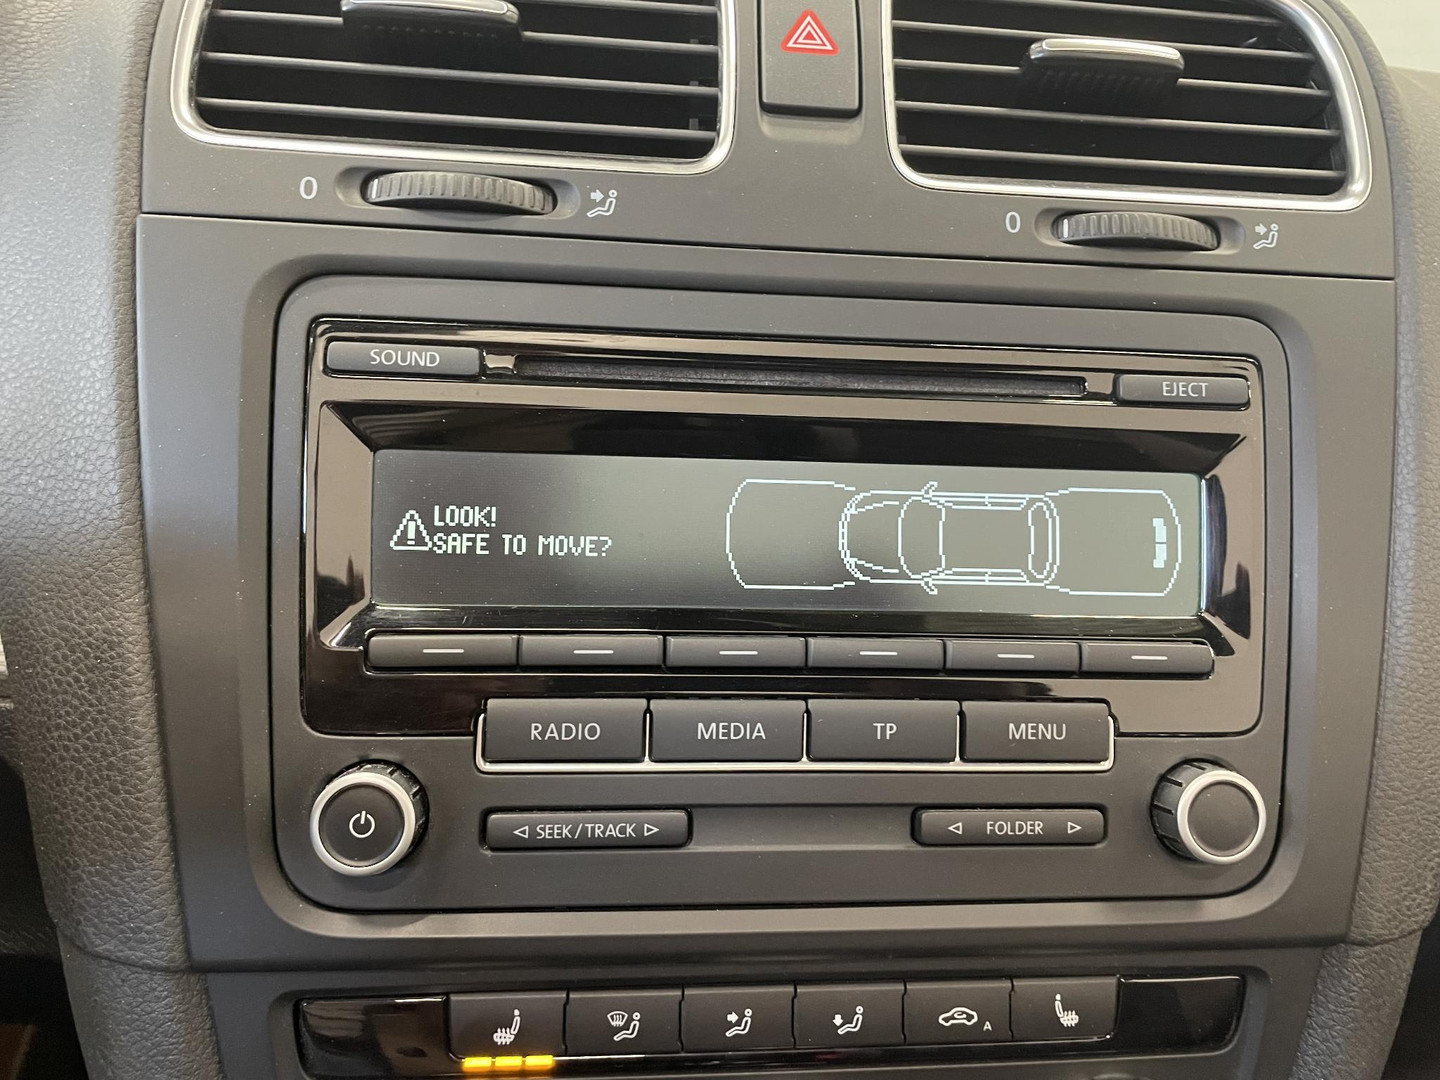 0
0
SOUND
EJECT
LOOK!
SAFE TO MOVE?
RADIO
MEDIA
TP
MENU
SEEK / TRACK
FOLDER
A